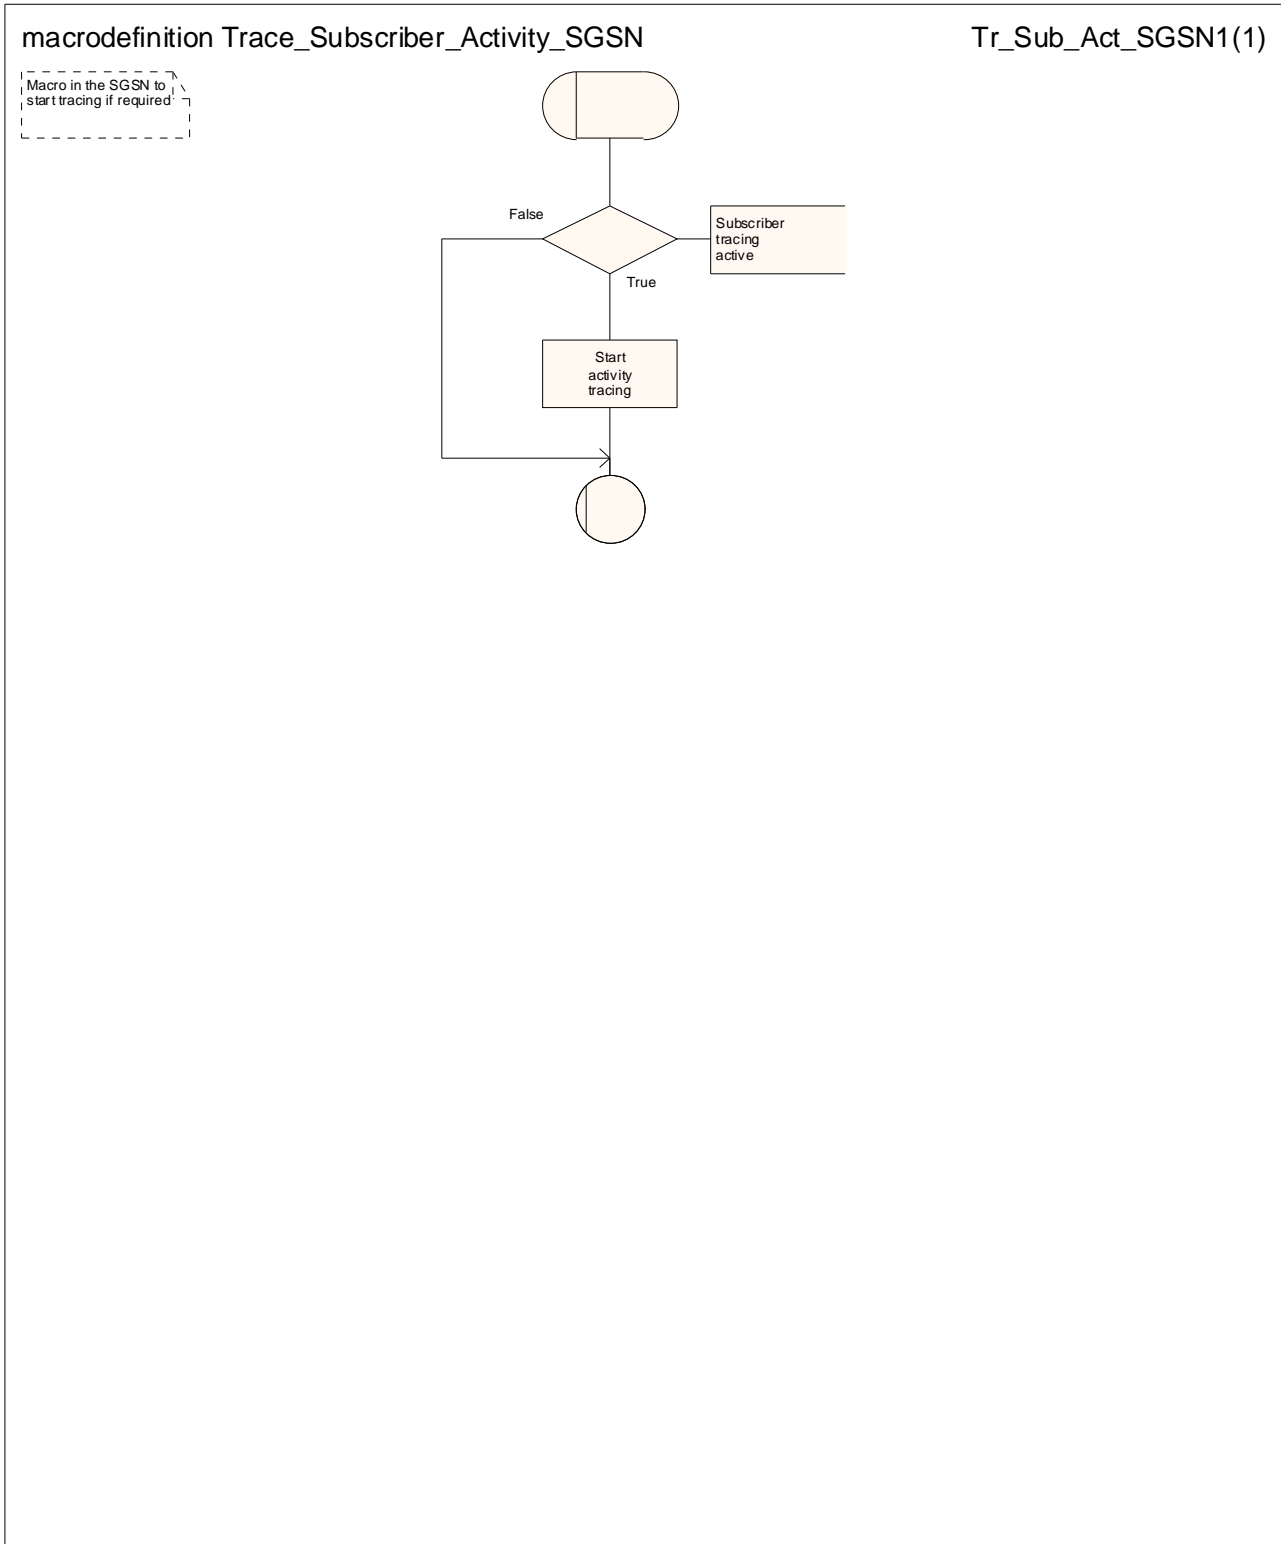 macrodefinition Trace_Subscriber_Activity_SGSN
Tr_Sub_Act_SGSN1(1)
Macro in the SGSN to
start tracing if required
False
Subscriber
tracing
active
True
Start
activity
tracing